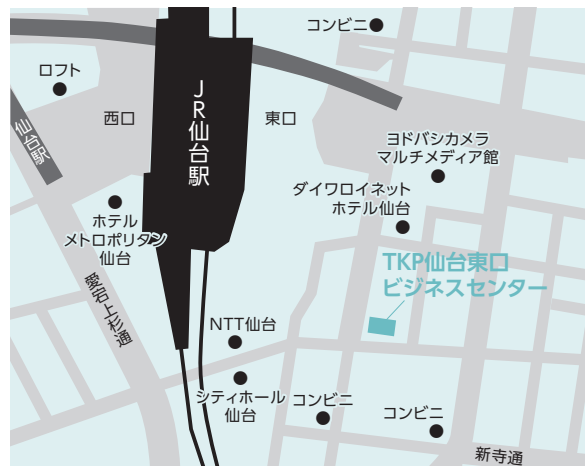 コンビニ
ロフト
西口
JR仙台駅
東口
仙台駅
ヨドバシカメラ
マルチメディア館
ダイワロイネット
ホテル仙台
ホテル
メトロポリタン
仙台
TKP仙台東口
ビジネスセンター
愛宕上杉通
NTT仙台
シティホール
仙台
コンビニ
コンビニ
新寺通